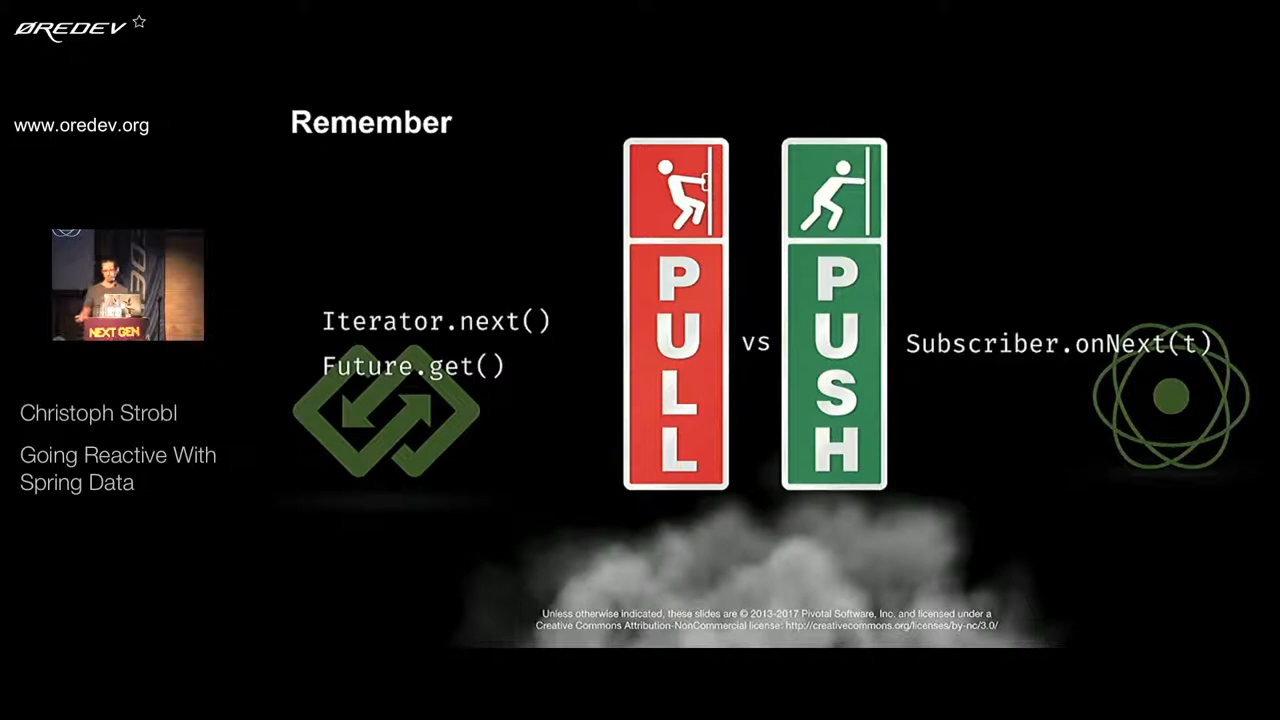 ØREDEV
www.oredev.org
Remember
PULL
vs
PUSH
Iterator.next()
Future.get()
Subscriber.onNext(t)
NEXT GEN
Christoph Strobl
Going Reactive With
Spring Data
Unless otherwise indicated, these slides are © 2013-2017 Pivotal Software, Inc. and licensed under a
Creative Commons Attribution-NonCommercial license: http://creativecommons.org/licenses/by-nc/3.0/